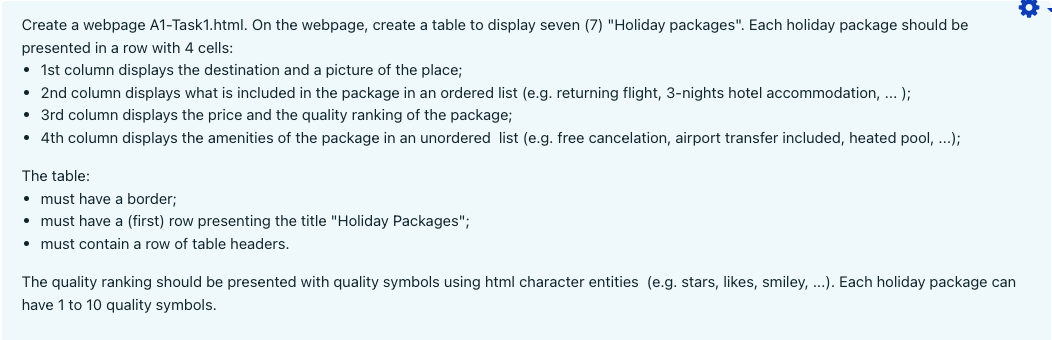 Create a webpage A1-Task1.html. On the webpage, create a table to display seven (7) "Holiday packages". Each holiday package should be
presented in a row with 4 cells:
• 1st column displays the destination and a picture of the place;
• 2nd column displays what is included in the package in an ordered list (e.g. returning flight, 3-nights hotel accommodation, ... );
• 3rd column displays the price and the quality ranking of the package;
• 4th column displays the amenities of the package in an unordered  list (e.g. free cancelation, airport transfer included, heated pool, ...);
The table:
• must have a border;
• must have a (first) row presenting the title "Holiday Packages";
• must contain a row of table headers.
The quality ranking should be presented with quality symbols using html character entities  (e.g. stars, likes, smiley, ...). Each holiday package can
have 1 to 10 quality symbols.